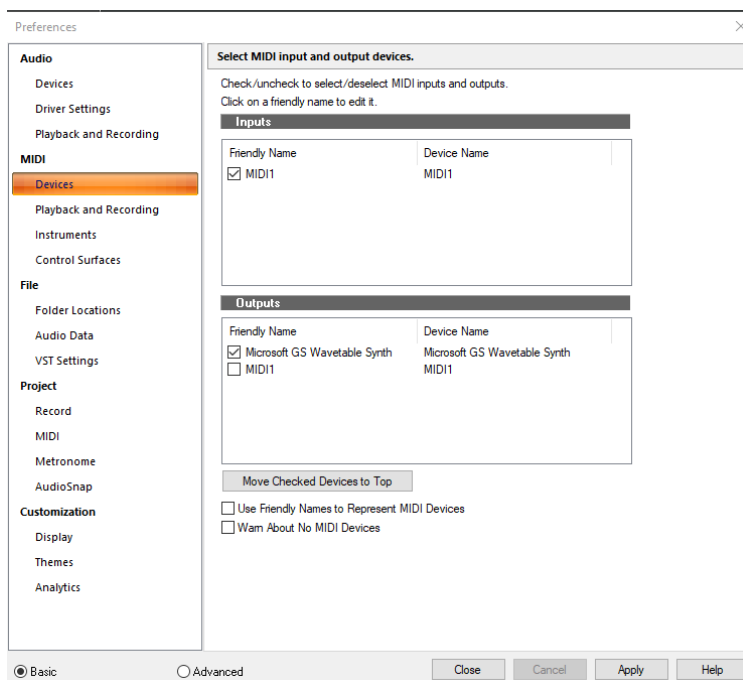 Preferences
Audio
Devices
Driver Settings
Playback and Recording
MIDI
Devices
Playback and Recording
Instruments
Control Surfaces
File
Folder Locations
Audio Data
VST Settings
Project
Record
MIDI
Metronome
AudioSnap
Customization
Display
Themes
Analytics
Basic
Advanced
Select MIDI input and output devices.
Check/uncheck to select/deselect MIDI inputs and outputs.
Click on a friendly name to edit it.
Inputs
Friendly Name Device Name
MIDI1 MIDI1
Outputs
Friendly Name Device Name
Microsoft GS Wavetable Synth Microsoft GS Wavetable Synth
MIDI1 MIDI1
Move Checked Devices to Top
Use Friendly Names to Represent MIDI Devices
Warn About No MIDI Devices
Close Cancel Apply Help